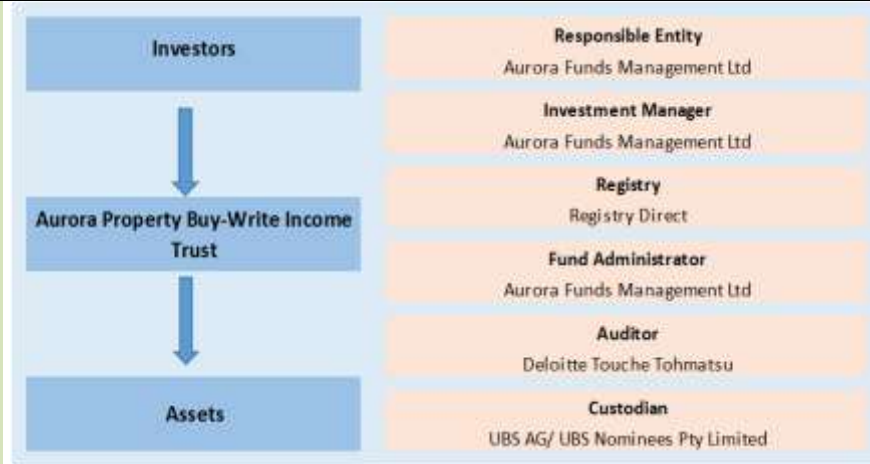 Investors
Aurora Property Buy-Write Income
Trust
Assets
Responsible Entity
Aurora Funds Management Ltd
Investment Manager
Aurora Funds Management Ltd
Registry
Registry Direct
Fund Administrator
Aurora Funds Management Ltd
Auditor
Deloitte Touche Tohmatsu
Custodian
UBS AG/ UBS Nominees Pty Limited